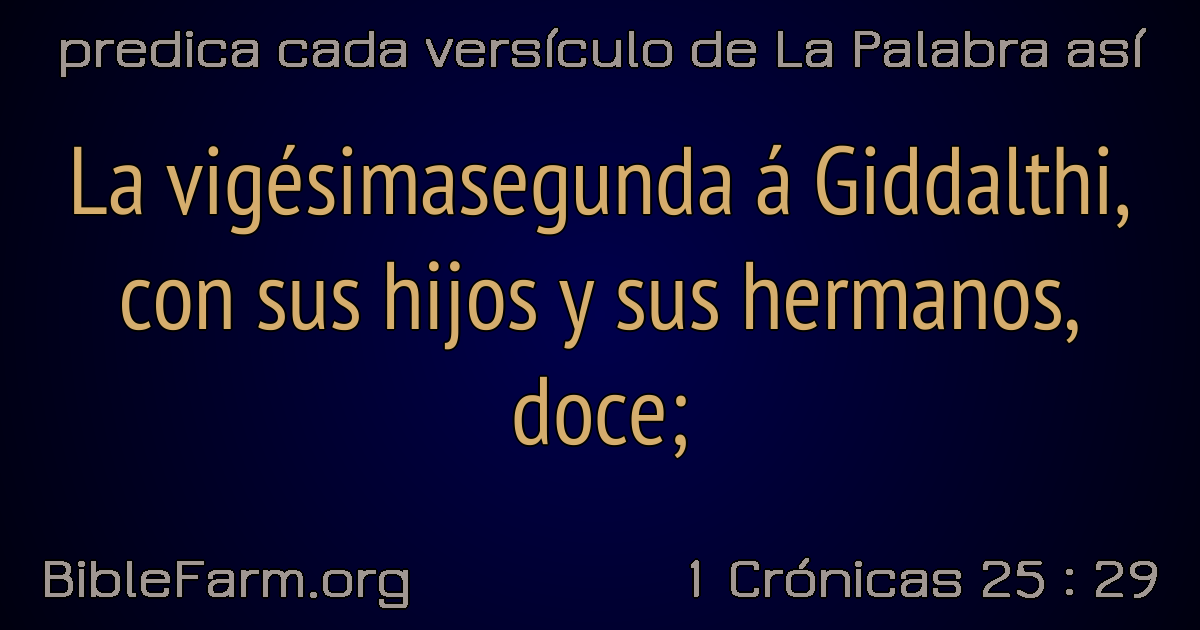 predica cada versículo de La Palabra así
La vigésimasegunda á Giddalthi,
con sus hijos y sus hermanos,
doce;
BibleFarm.org
1 Crónicas 25 : 29